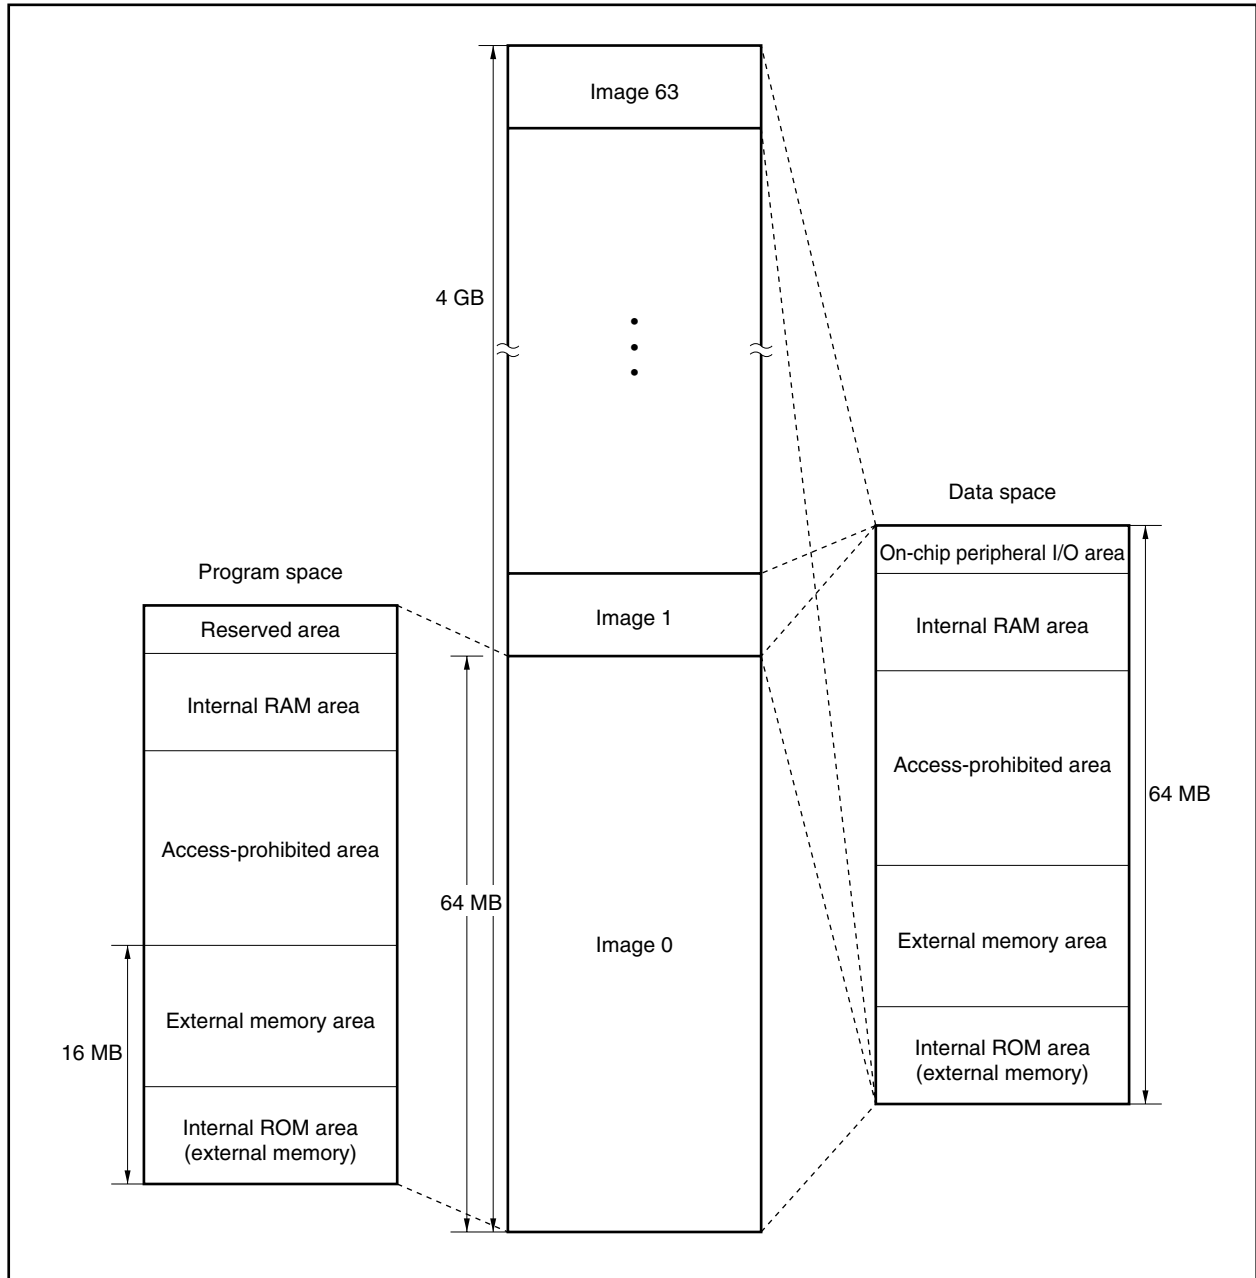 Image 63
4 GB
Data space
On-chip peripheral I/O area
Program space
Reserved area
Image 1
Internal RAM area
Internal RAM area
Access-prohibited area
64 MB
Access-prohibited area
64 MB
Image 0
External memory area
External memory area
16 MB
Internal ROM area
(external memory)
Internal ROM area
(external memory)